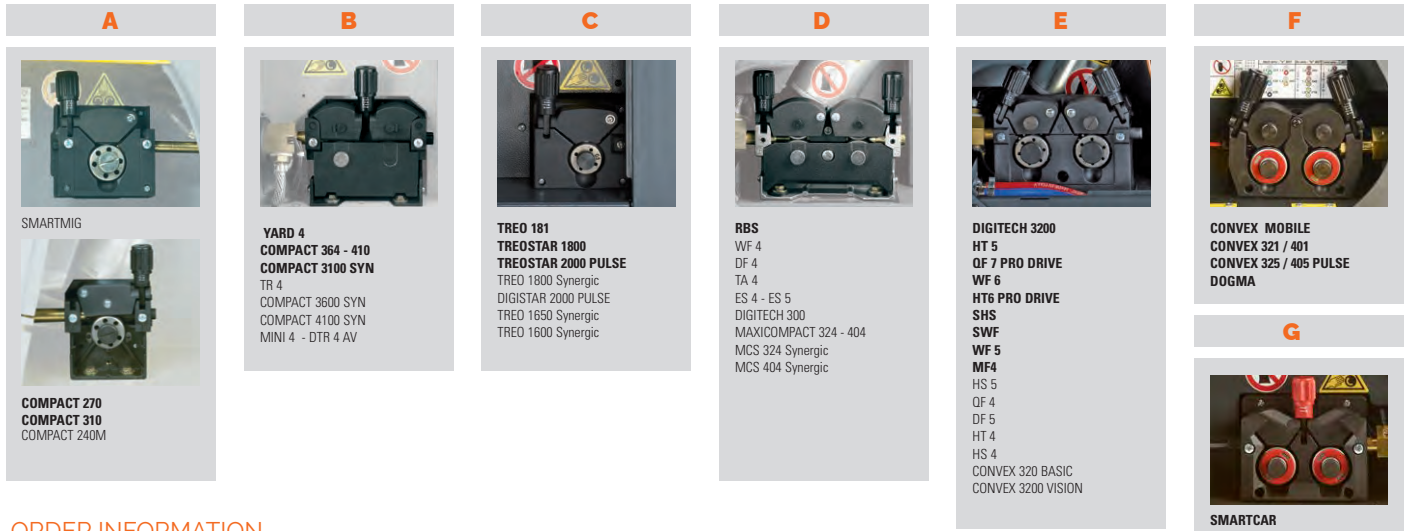 A
SMARTMIG
COMPACT 270
COMPACT 310
COMPACT 240M
B
YARD 4
COMPACT 364 - 410
COMPACT 3100 SYN
TR 4
COMPACT 3600 SYN
COMPACT 4100 SYN
MINI 4 - DTR 4 AV
C
TREO 181
TREOSTAR 1800
TREOSTAR 2000 PULSE
TREO 1800 Synergic
DIGISTAR 2000 PULSE
TREO 1650 Synergic
TREO 1600 Synergic
D
RBS
WF 4
DF 4
TA 4
ES 4 - ES 5
DIGITECH 300
MAXICOMPACT 324 - 404
MCS 324 Synergic
MCS 404 Synergic
E
DIGITECH 3200
HT 5
QF 7 PRO DRIVE
WF 6
HT6 PRO DRIVE
SHS
SWF
WF 5
MF4
HS 5
QF 4
DF 5
HT 4
HS 4
CONVEX 320 BASIC
CONVEX 3200 VISION
F
CONVEX MOBILE
CONVEX 321 / 401
CONVEX 325 / 405 PULSE
DOGMA
G
SMARTCAR
ORDER INFORMATION